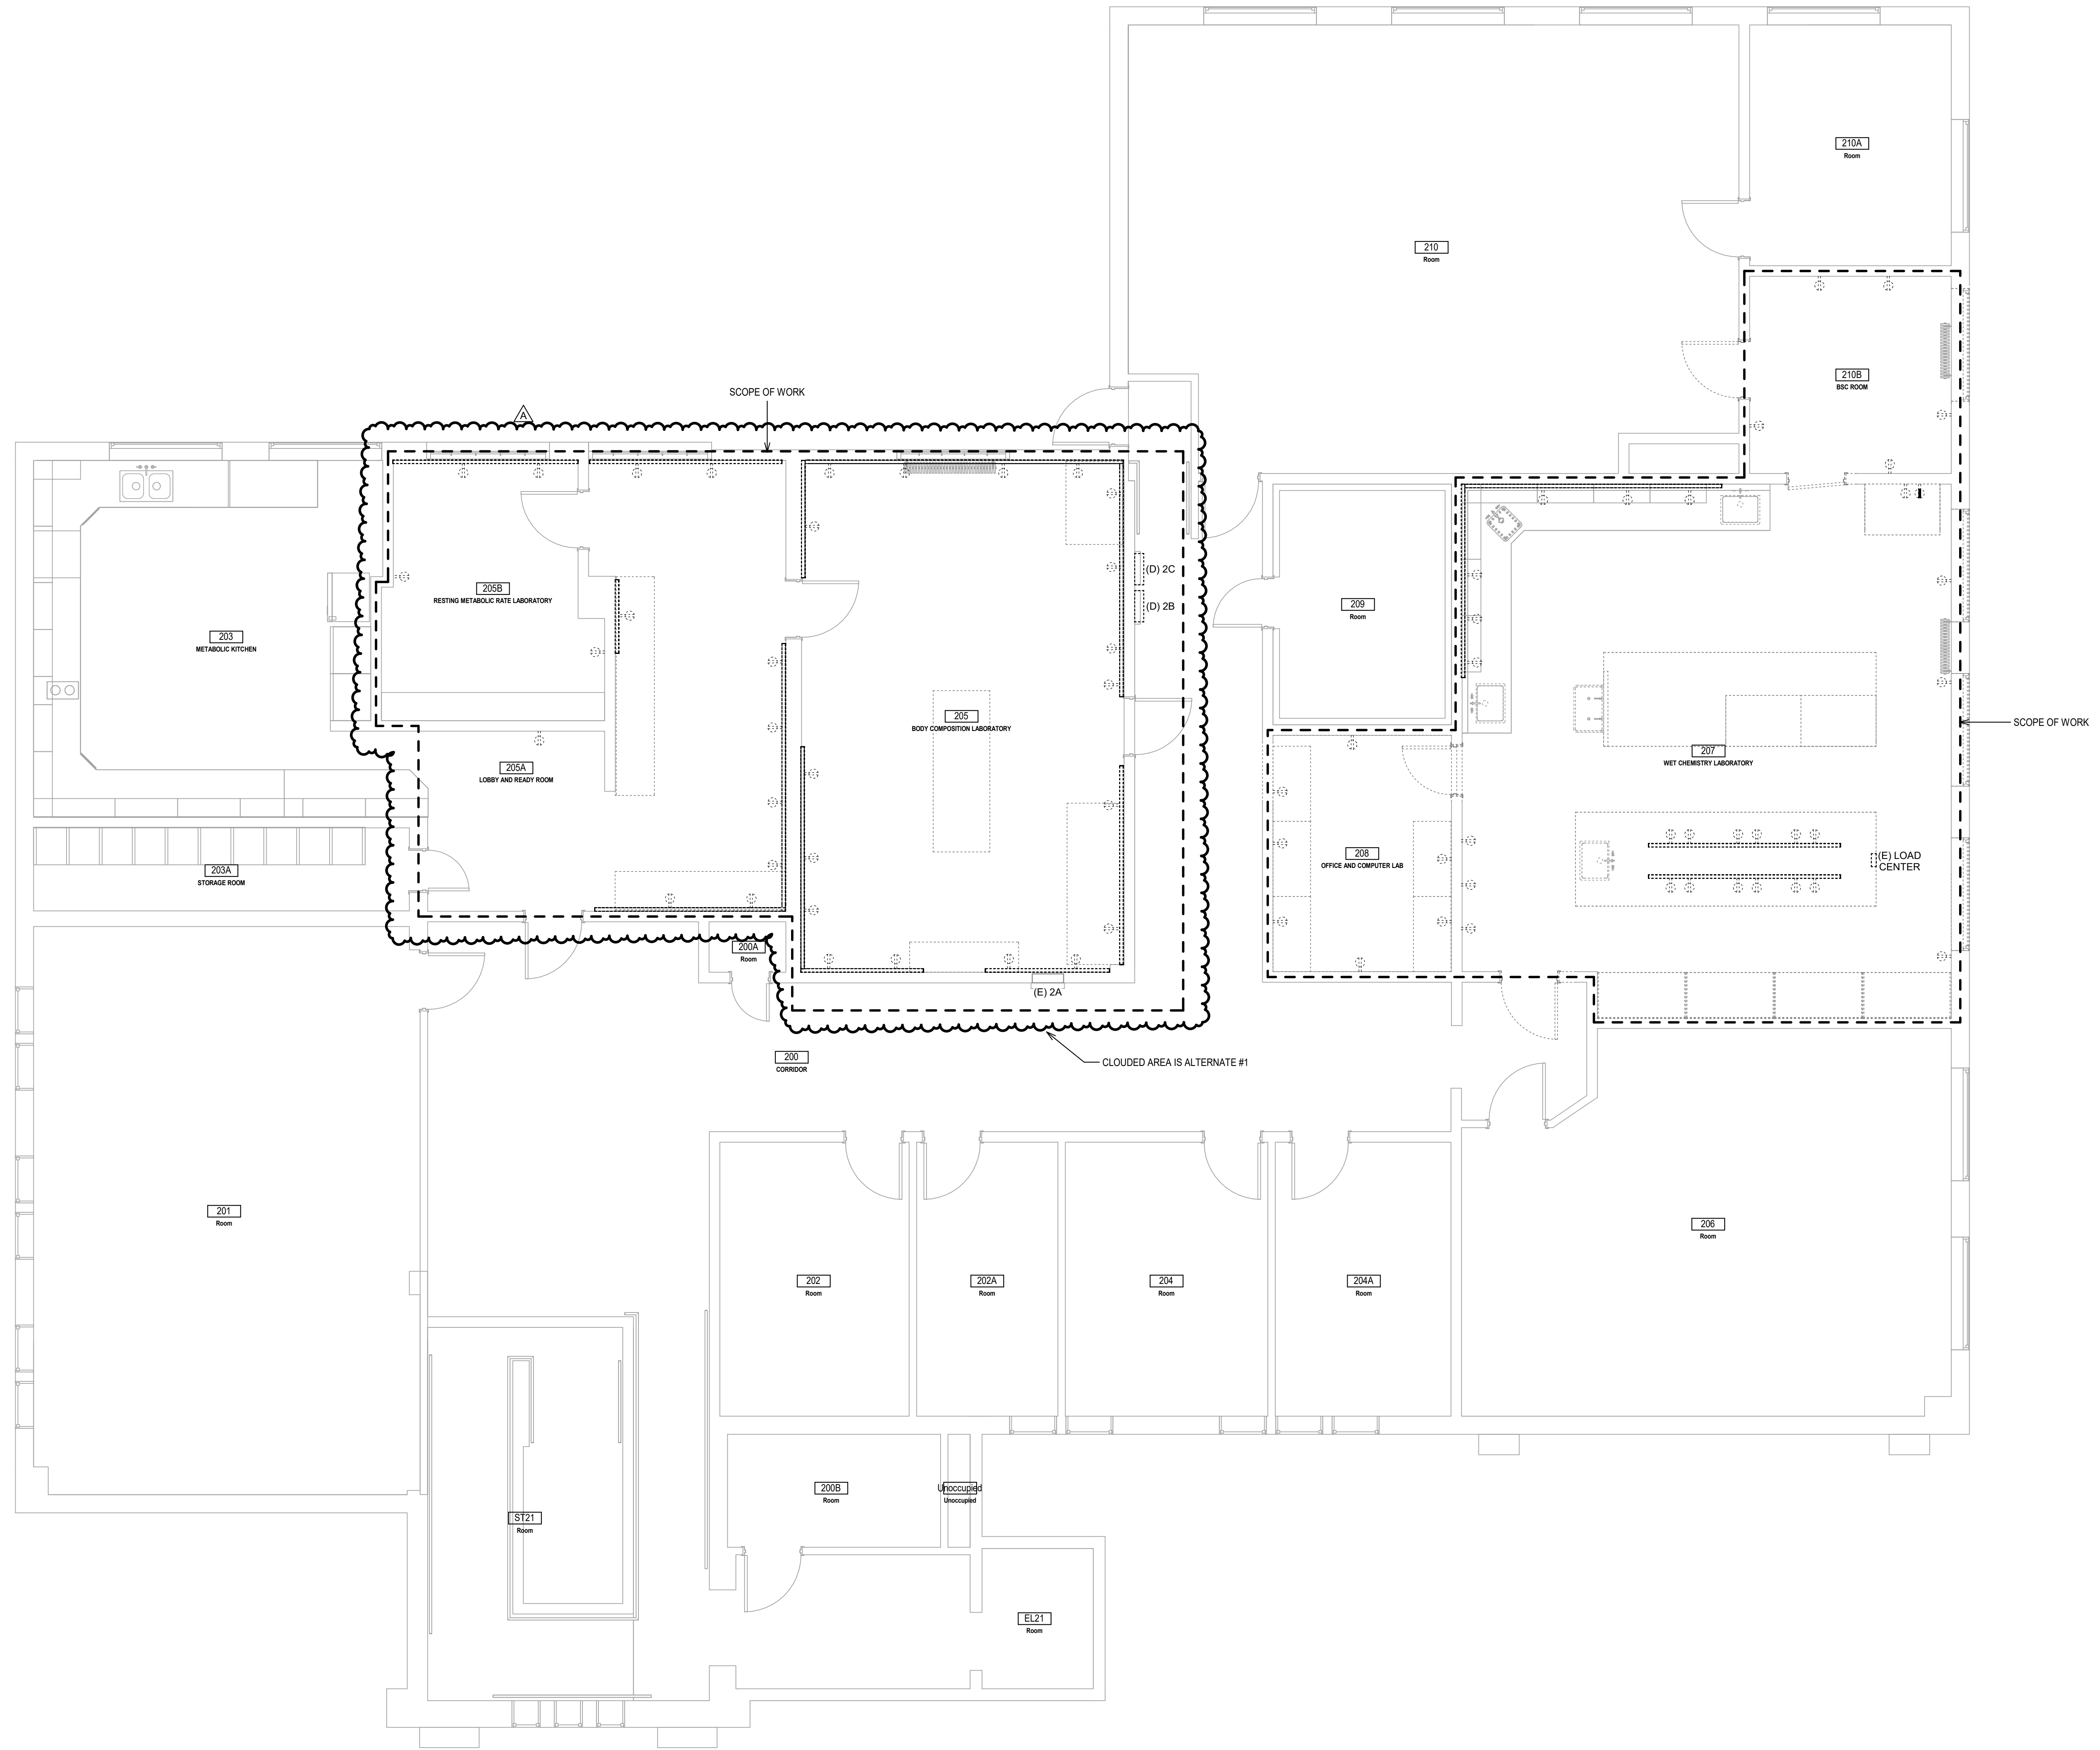 210A
Room
210
Room
SCOPE OF WORK
A
210B
BSC ROOM
(D) 2C
(D) 2B
205B
RESTING METABOLIC RATE LABORATORY
209
Room
203
METABOLIC KITCHEN
205
BODY COMPOSITION LABORATORY
SCOPE OF WORK
207
WET CHEMISTRY LABORATORY
205A
LOBBY AND READY ROOM
208
OFFICE AND COMPUTER LAB
(E) LOAD
CENTER
203A
STORAGE ROOM
200A
Room
(E) 2A
200
CORRIDOR
CLOUDED AREA IS ALTERNATE #1
201
Room
206
Room
202
Room
202A
Room
204
Room
204A
Room
200B
Room
Unoccupied
Unoccupied
ST21
Room
EL21
Room